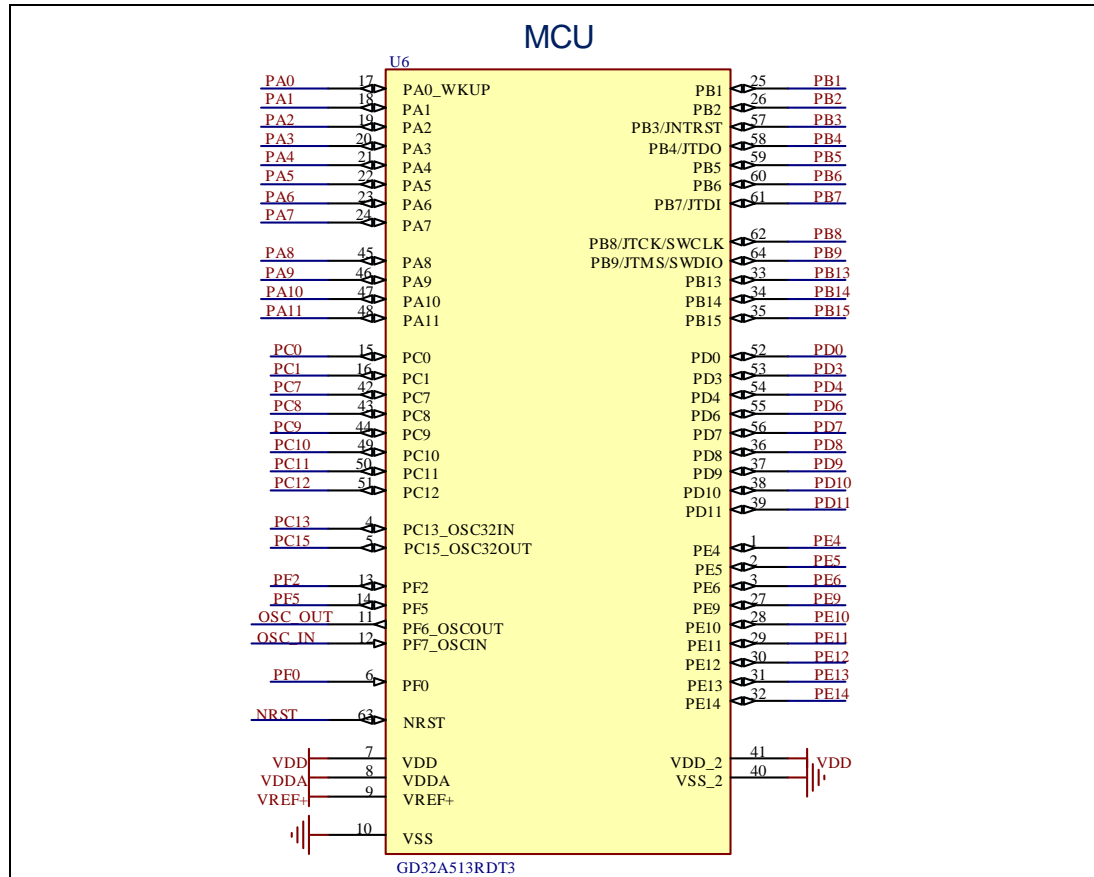 MCU
U6
PA0 17 PA0_WKUP PB1 25 PB1
PA1 18 PA1 PB2 26 PB2
PA2 19 PA2 PB3/JNTRST 57 PB3
PA3 20 PA3 PB4/JTDO 58 PB4
PA4 21 PA4 PB5 59 PB5
PA5 22 PA5 PB6 60 PB6
PA6 23 PA6 PB7/JTDI 61 PB7
PA7 24 PA7
PB8/JTCK/SWCLK 62 PB8
PA8 45 PA8 PB9/JTMS/SWDIO 64 PB9
PA9 46 PA9 PB13 33 PB13
PA10 47 PA10 PB14 34 PB14
PA11 48 PA11 PB15 35 PB15
PC0 15 PC0 PD0 52 PD0
PC1 16 PC1 PD3 53 PD3
PC7 42 PC7 PD4 54 PD4
PC8 43 PC8 PD6 55 PD6
PC9 44 PC9 PD7 56 PD7
PC10 49 PC10 PD8 36 PD8
PC11 50 PC11 PD9 37 PD9
PC12 51 PC12 PD10 38 PD10
PD11 39 PD11
PC13 4 PC13_OSC32IN
PC15 5 PC15_OSC32OUT PE4 1 PE4
PE5 2 PE5
PF2 13 PF2 PE6 3 PE6
PF5 14 PF5 PE9 27 PE9
OSC_OUT 11 PF6_OSCOUT PE10 28 PE10
OSC_IN 12 PF7_OSCIN PE11 29 PE11
PE12 30 PE12
PF0 6 PF0 PE13 31 PE13
PE14 32 PE14
NRST 63 NRST
VDD 7 VDD VDD_2 41 VDD
VDDA 8 VDDA VSS_2 40
VREF+ 9 VREF+
10 VSS
GD32A513RDT3